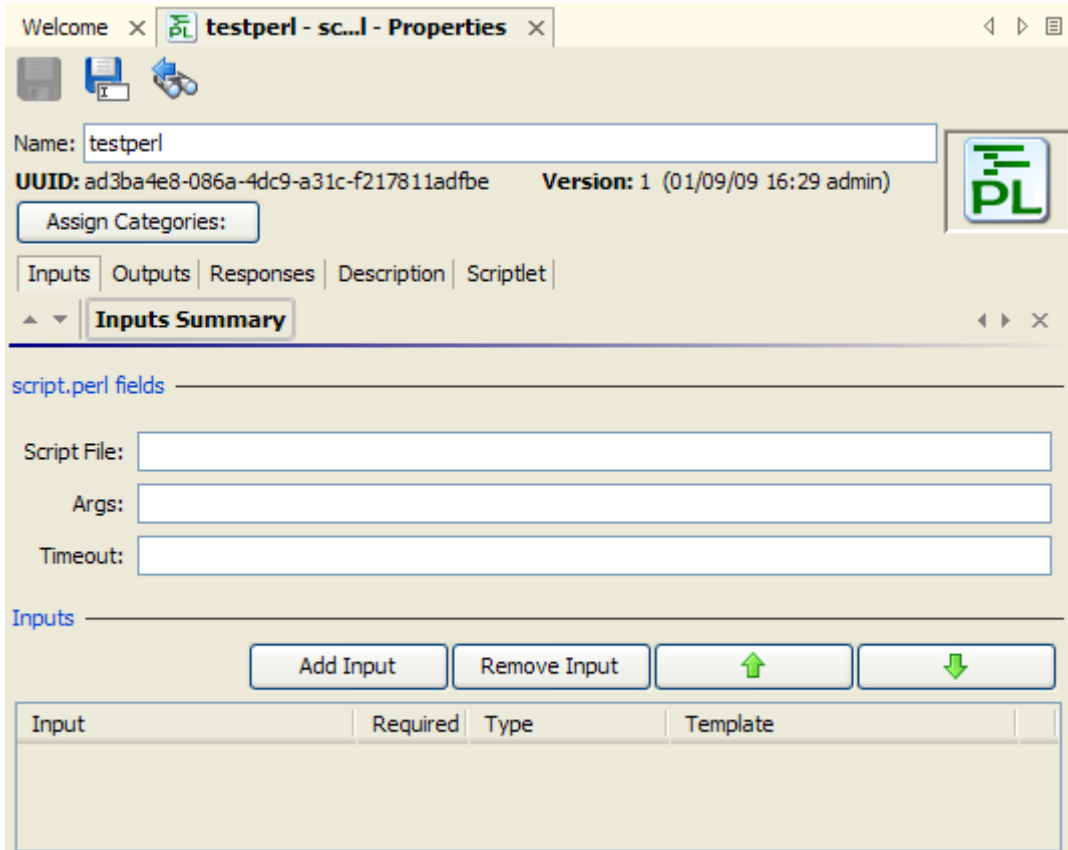 Welcome testperl - sc...l - Properties
Name: testperl
UUID: ad3ba4e8-086a-4dc9-a31c-f217811adfbe Version: 1 (01/09/09 16:29 admin)
PL
Assign Categories:
Inputs Outputs Responses Description Scriptlet
Inputs Summary
script.perl fields
Script File:
Args:
Timeout:
Inputs
Add Input Remove Input
Input Required Type Template